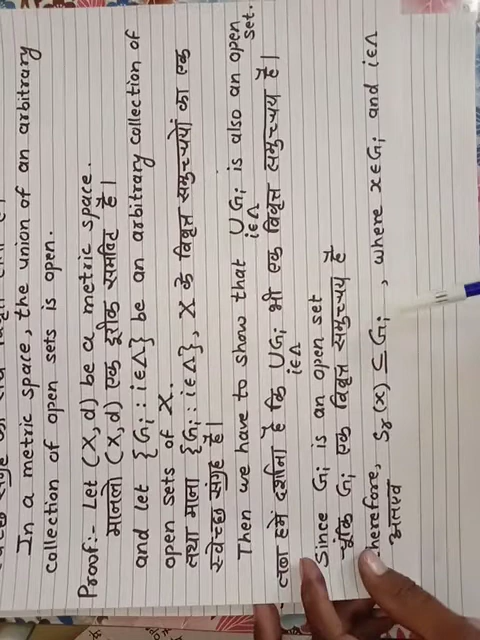 In a metric space, the union of an arbitrary
collection of open sets is open.
Proof:- Let (X,d) be a metric space.
मानलो (X,d) एक दूरीक समष्टि है।
and let {Gi : i∈Λ} be an arbitrary collection of
open sets of X.
तथा माना {Gi : i∈Λ}, X के विवृत्त समुच्चयों का एक
स्वेच्छ संग्रह है।
Then we have to show that ∪Gi is also an open set.
i∈Λ
तब हमें दर्शाना है कि ∪Gi भी एक विवृत्त समुच्चय है।
i∈Λ
Since Gi is an open set
चूंकि Gi एक विवृत्त समुच्चय है
herefore, Sr(x) ⊆ Gi , where x∈Gi and i∈Λ
अतएव